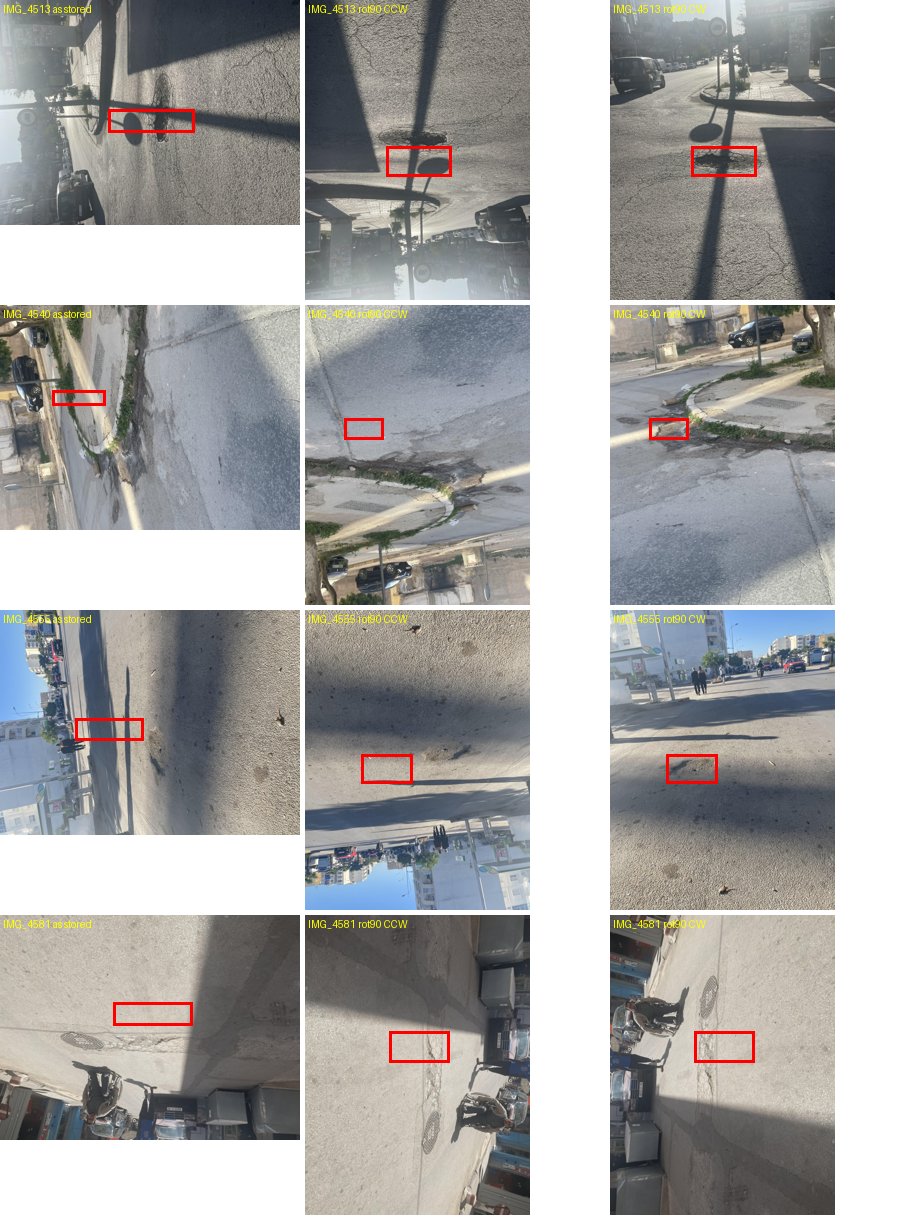 IMG_4513 as stored
IMG_4513 rot90 CCW
IMG_4513 rot90 CW
IMG_4540 as stored
IMG_4540 rot90 CCW
IMG_4540 rot90 CW
IMG_4555 as stored
IMG_4555 rot90 CCW
IMG_4555 rot90 CW
IMG_4581 as stored
IMG_4581 rot90 CCW
IMG_4581 rot90 CW